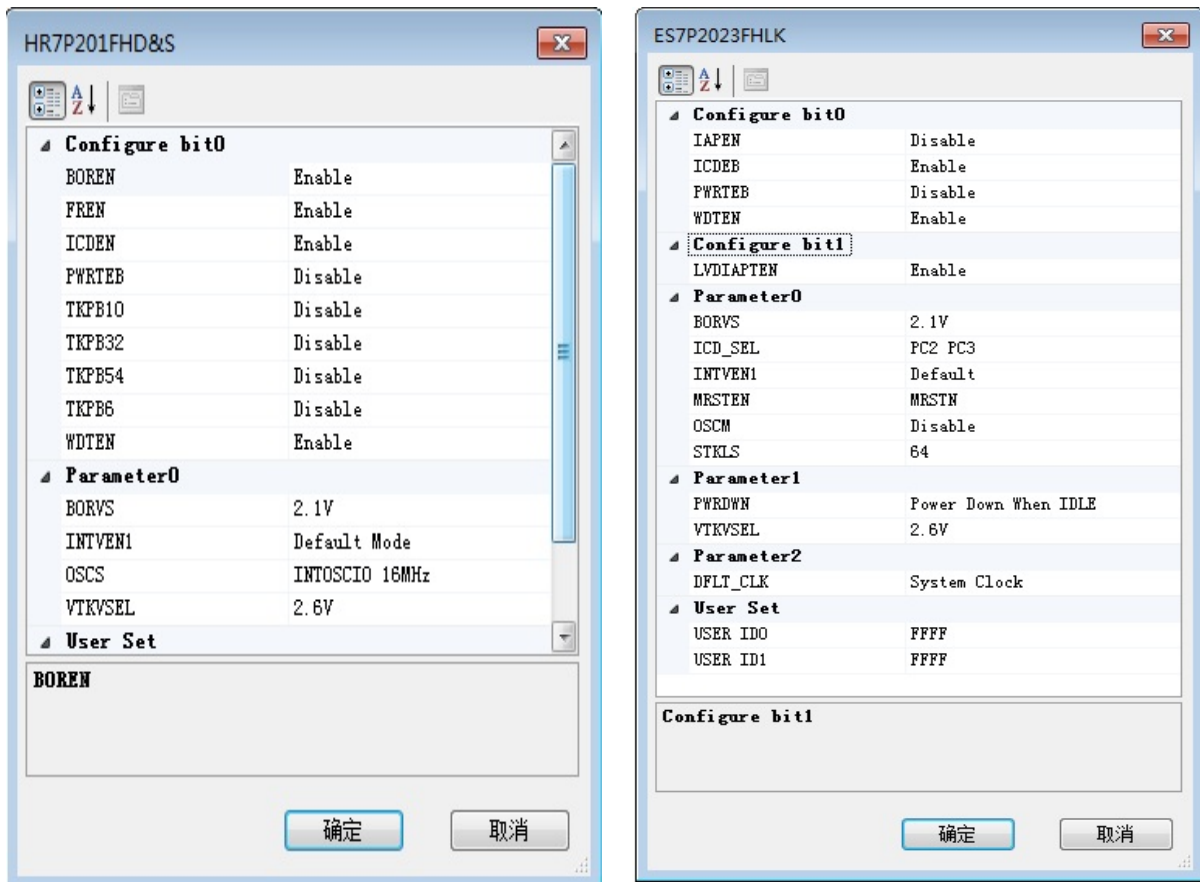 HR7P201FHD&S
Configure bit0
BOREN Enable
FREN Enable
ICDEN Enable
PWRTEB Disable
TKPB10 Disable
TKPB32 Disable
TKPB54 Disable
TKPB6 Disable
WDTEN Enable
Parameter0
BORVS 2.1V
INTVEN1 Default Mode
OSCS INTOSCIO 16MHz
VTKVSEL 2.6V
User Set
BOREN
确定 取消
ES7P2023FHLK
Configure bit0
IAPEN Disable
ICDEB Enable
PWRTEB Disable
WDTEN Enable
Configure bit1
LVDIAPTEN Enable
Parameter0
BORVS 2.1V
ICD_SEL PC2 PC3
INTVEN1 Default
MRSTEN MRSTN
OSCM Disable
STKLS 64
Parameter1
PWRDWN Power Down When IDLE
VTKVSEL 2.6V
Parameter2
DFLT_CLK System Clock
User Set
USER ID0 FFFF
USER ID1 FFFF
Configure bit1
确定 取消